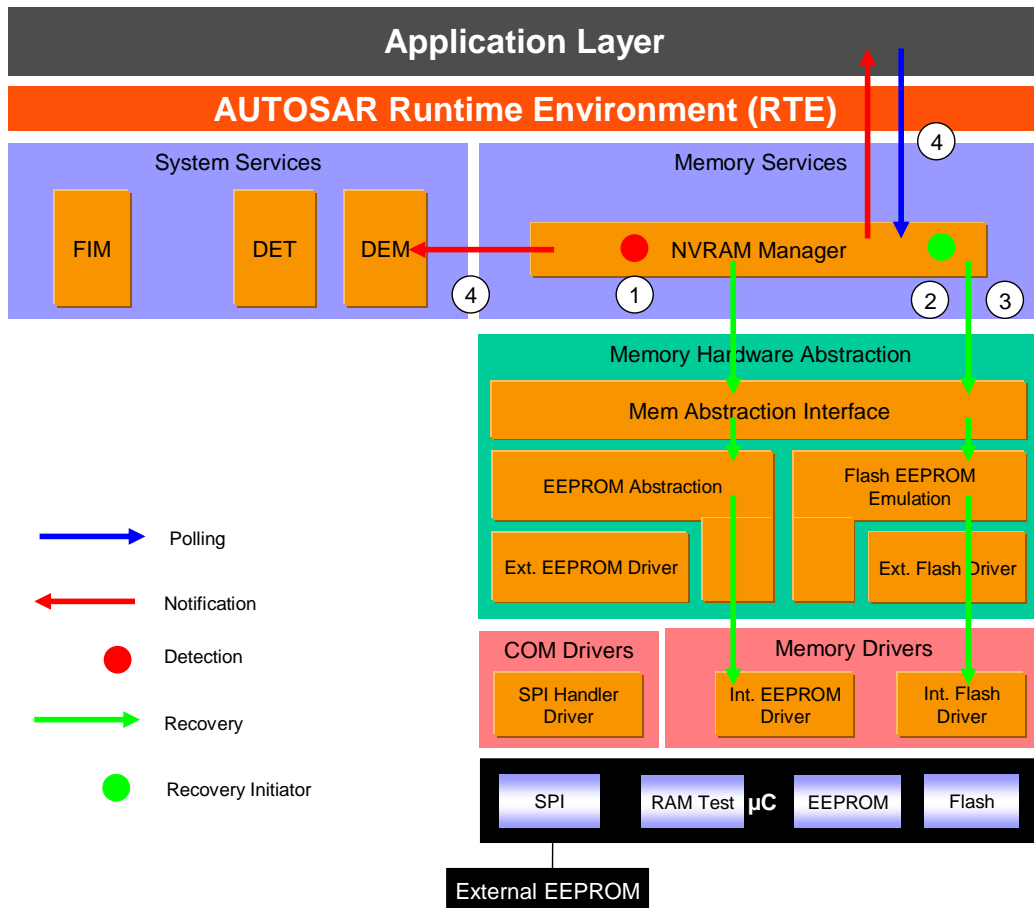 Application Layer
AUTOSAR Runtime Environment (RTE)
System Services
Memory Services
4
FIM
DET
DEM
NVRAM Manager
4
1
2
3
Memory Hardware Abstraction
Mem Abstraction Interface
EEPROM Abstraction
Flash EEPROM
Emulation
Ext. EEPROM Driver
Ext. Flash Driver
Polling
Notification
Detection
Recovery
Recovery Initiator
COM Drivers
Memory Drivers
SPI Handler
Driver
Int. EEPROM
Driver
Int. Flash
Driver
SPI
RAM Test
µC
EEPROM
Flash
External EEPROM